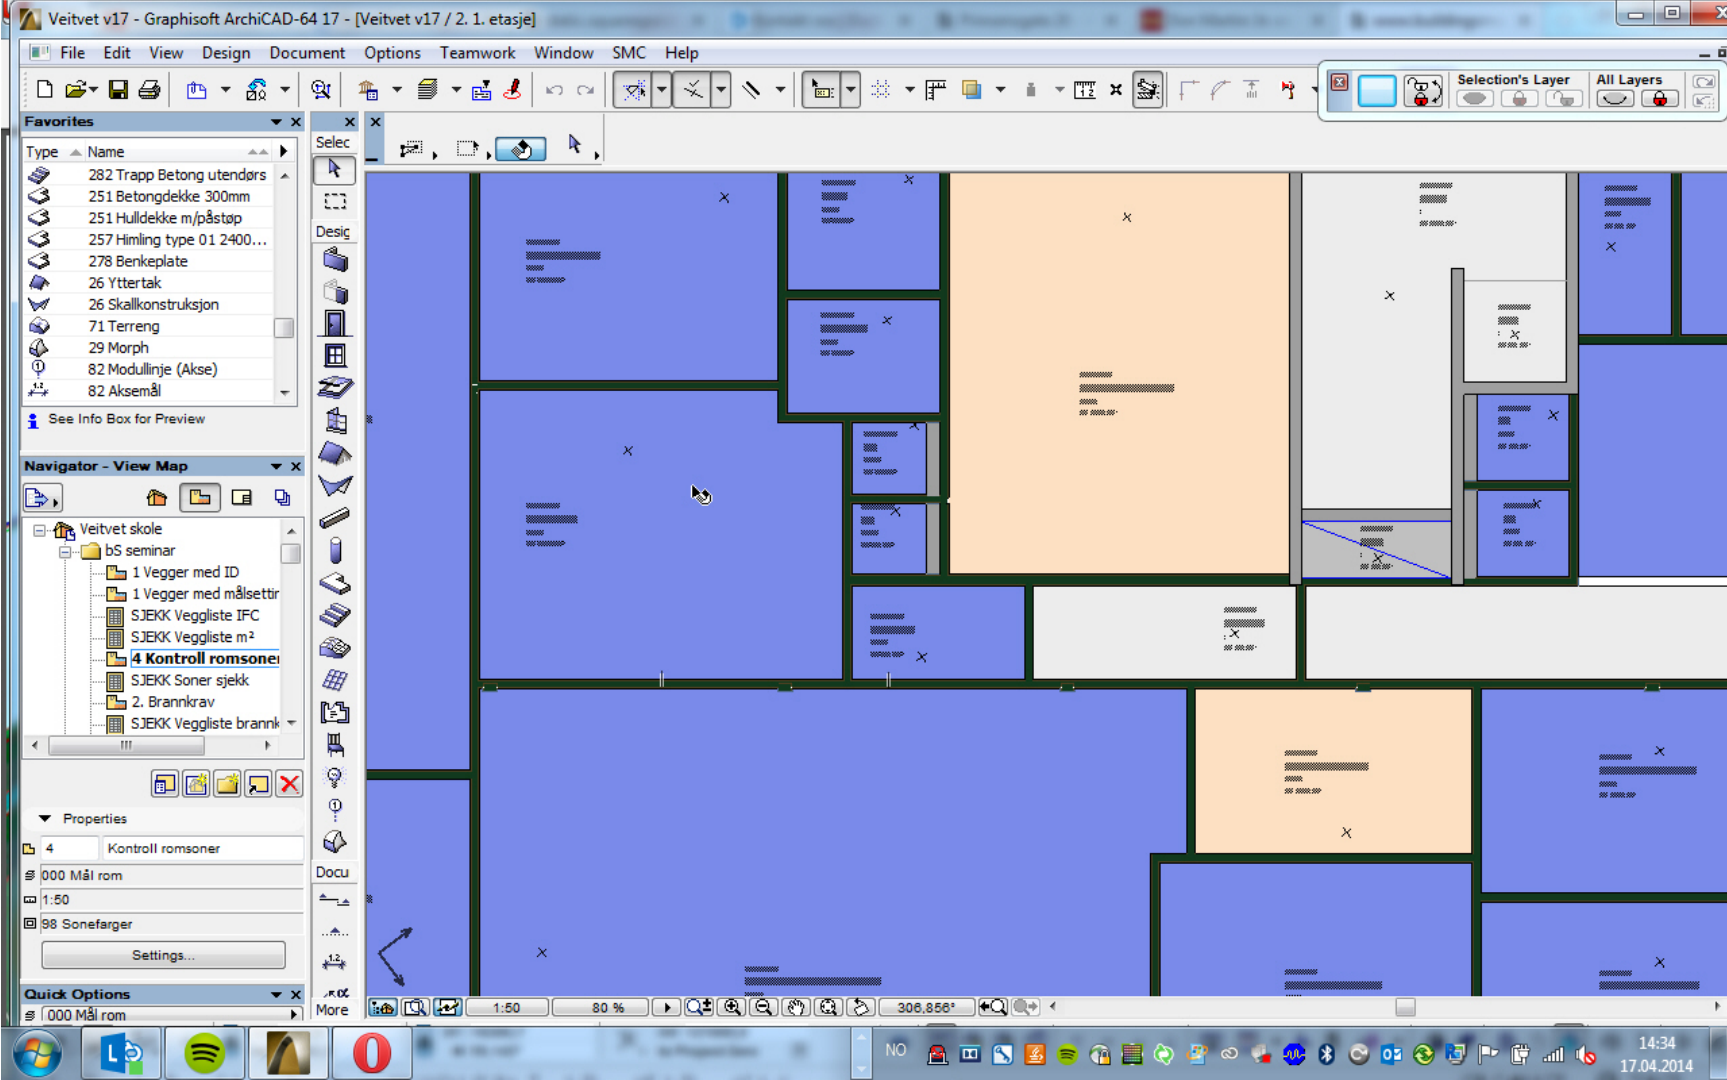 Veitvet v17 - Graphisoft ArchiCAD-64 17 - [Veitvet v17 / 2. 1. etasje]
File Edit View Design Document Options Teamwork Window SMC Help
Selection's Layer All Layers
Favorites
Type Name
282 Trapp Betong utendørs
251 Betongdekke 300mm
251 Hulldekke m/påstøp
257 Himling type 01 2400...
278 Benkeplate
26 Yttertak
26 Skallkonstruksjon
71 Terreng
29 Morph
82 Modullinje (Akse)
82 Aksemål
See Info Box for Preview
Navigator - View Map
Veitvet skole
bS seminar
1 Vegger med ID
1 Vegger med målsettir
SJEKK Veggliste IFC
SJEKK Veggliste m²
4 Kontroll romsoner
SJEKK Soner sjekk
2. Brannkrav
SJEKK Veggliste brannk
Properties
4 Kontroll romsoner
000 Mål rom
1:50
98 Sonefarger
Settings...
Quick Options
000 Mål rom
Selec
Desig
Docu
More
1:50 80 % 306,856°
NO
14:34
17.04.2014